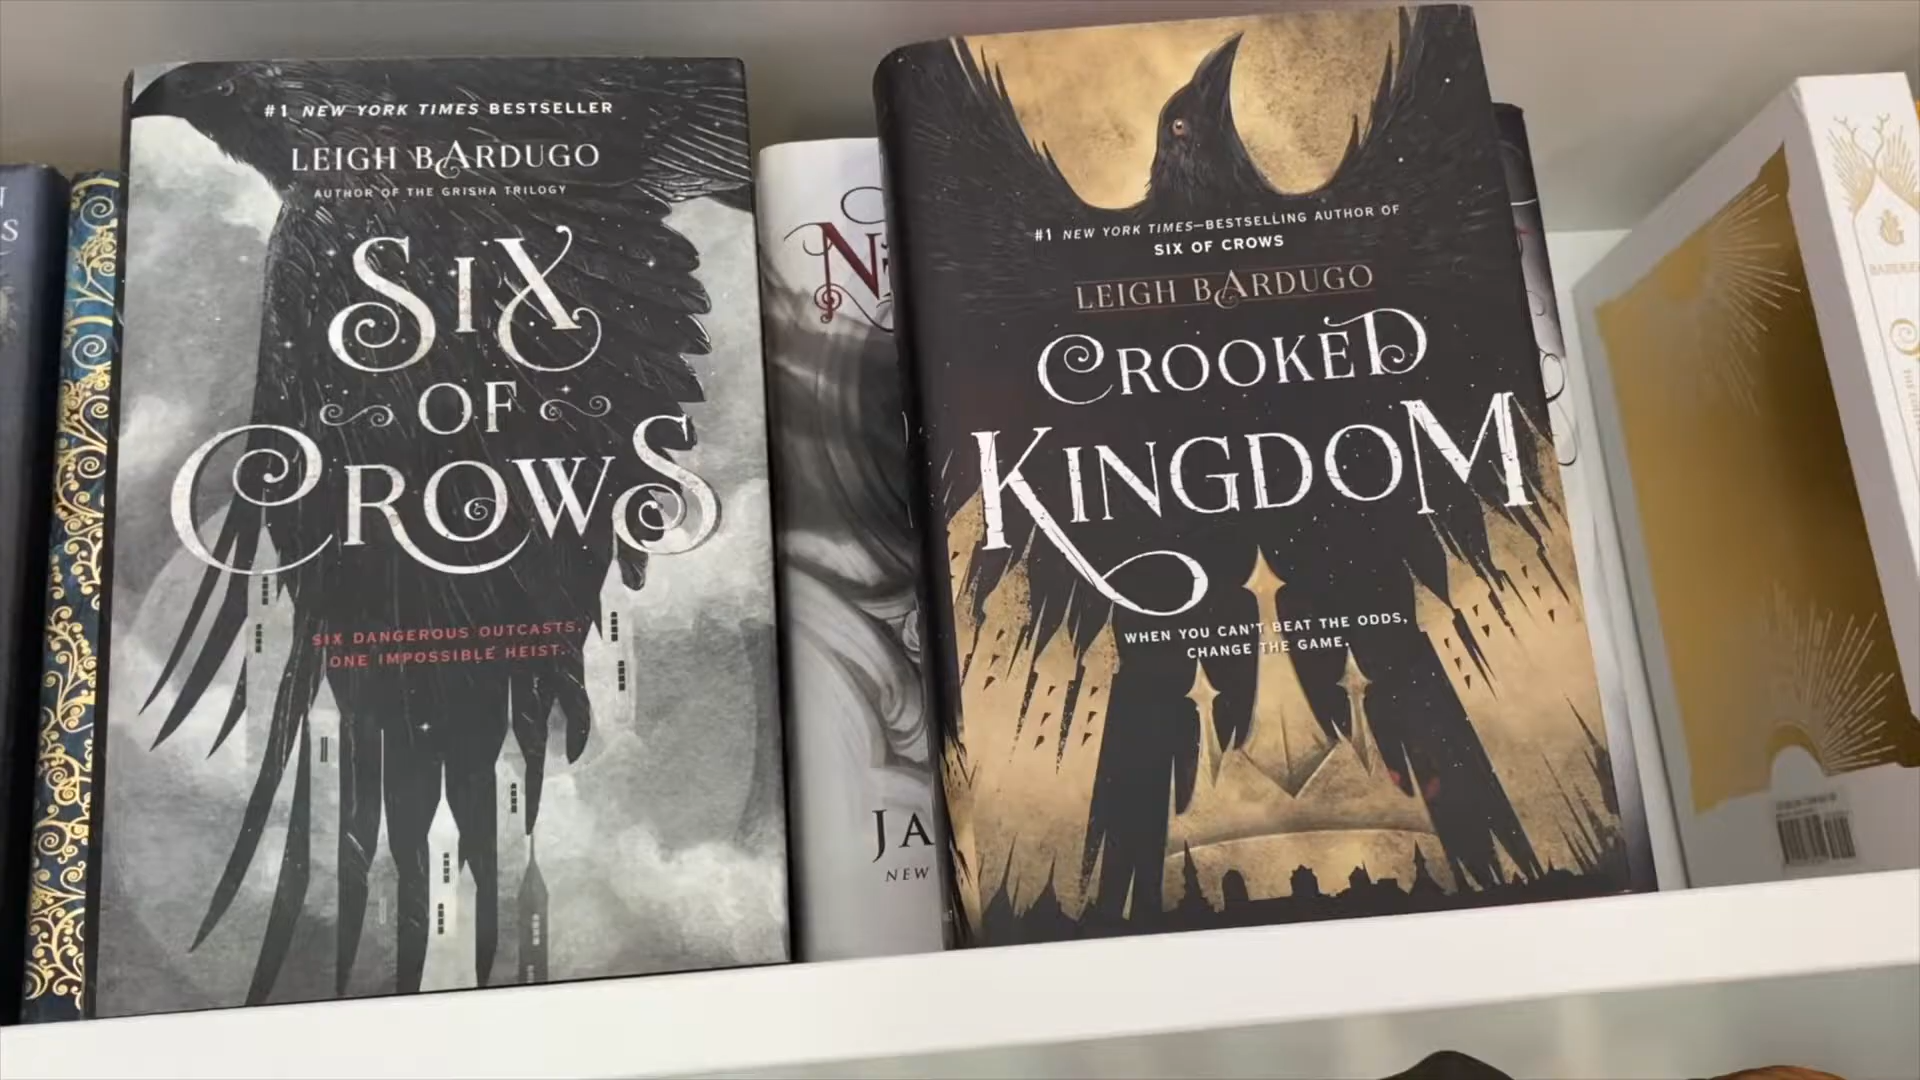 #1 NEW YORK TIMES BESTSELLER
LEIGH BARDUGO
AUTHOR OF THE GRISHA TRILOGY
SIX
OF
CROWS
SIX DANGEROUS OUTCASTS.
ONE IMPOSSIBLE HEIST.
JA
NEW
#1 NEW YORK TIMES—BESTSELLING AUTHOR OF
SIX OF CROWS
LEIGH BARDUGO
CROOKED
KINGDOM
WHEN YOU CAN'T BEAT THE ODDS,
CHANGE THE GAME.